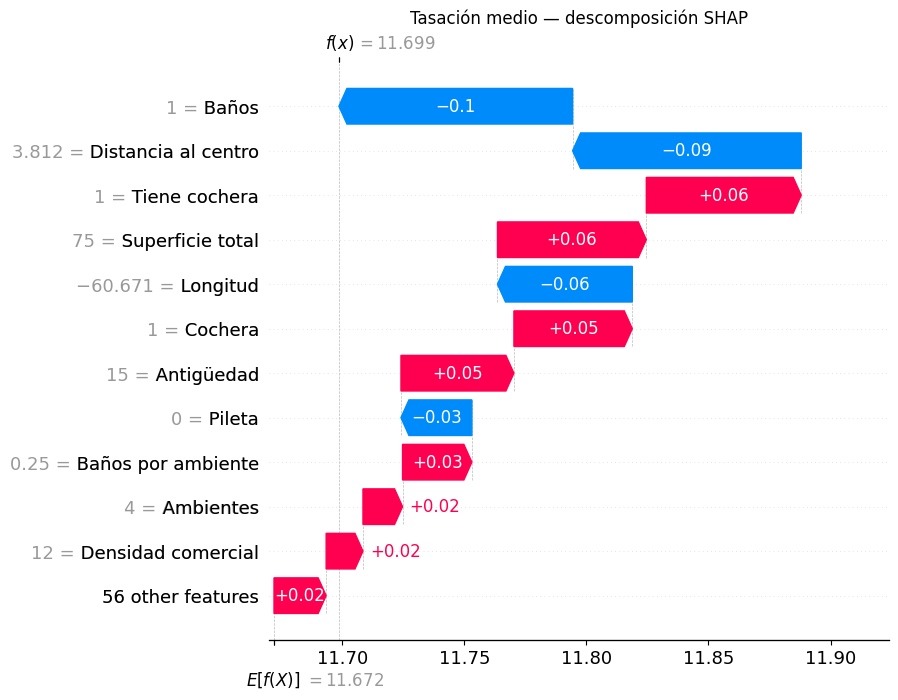 Tasación medio — descomposición SHAP
f(x) = 11.699
1 = Baños −0.1
3.812 = Distancia al centro −0.09
1 = Tiene cochera +0.06
75 = Superficie total +0.06
−60.671 = Longitud −0.06
1 = Cochera +0.05
15 = Antigüedad +0.05
0 = Pileta −0.03
0.25 = Baños por ambiente +0.03
4 = Ambientes +0.02
12 = Densidad comercial +0.02
56 other features +0.02
11.70 11.75 11.80 11.85 11.90
E[f(X)] = 11.672